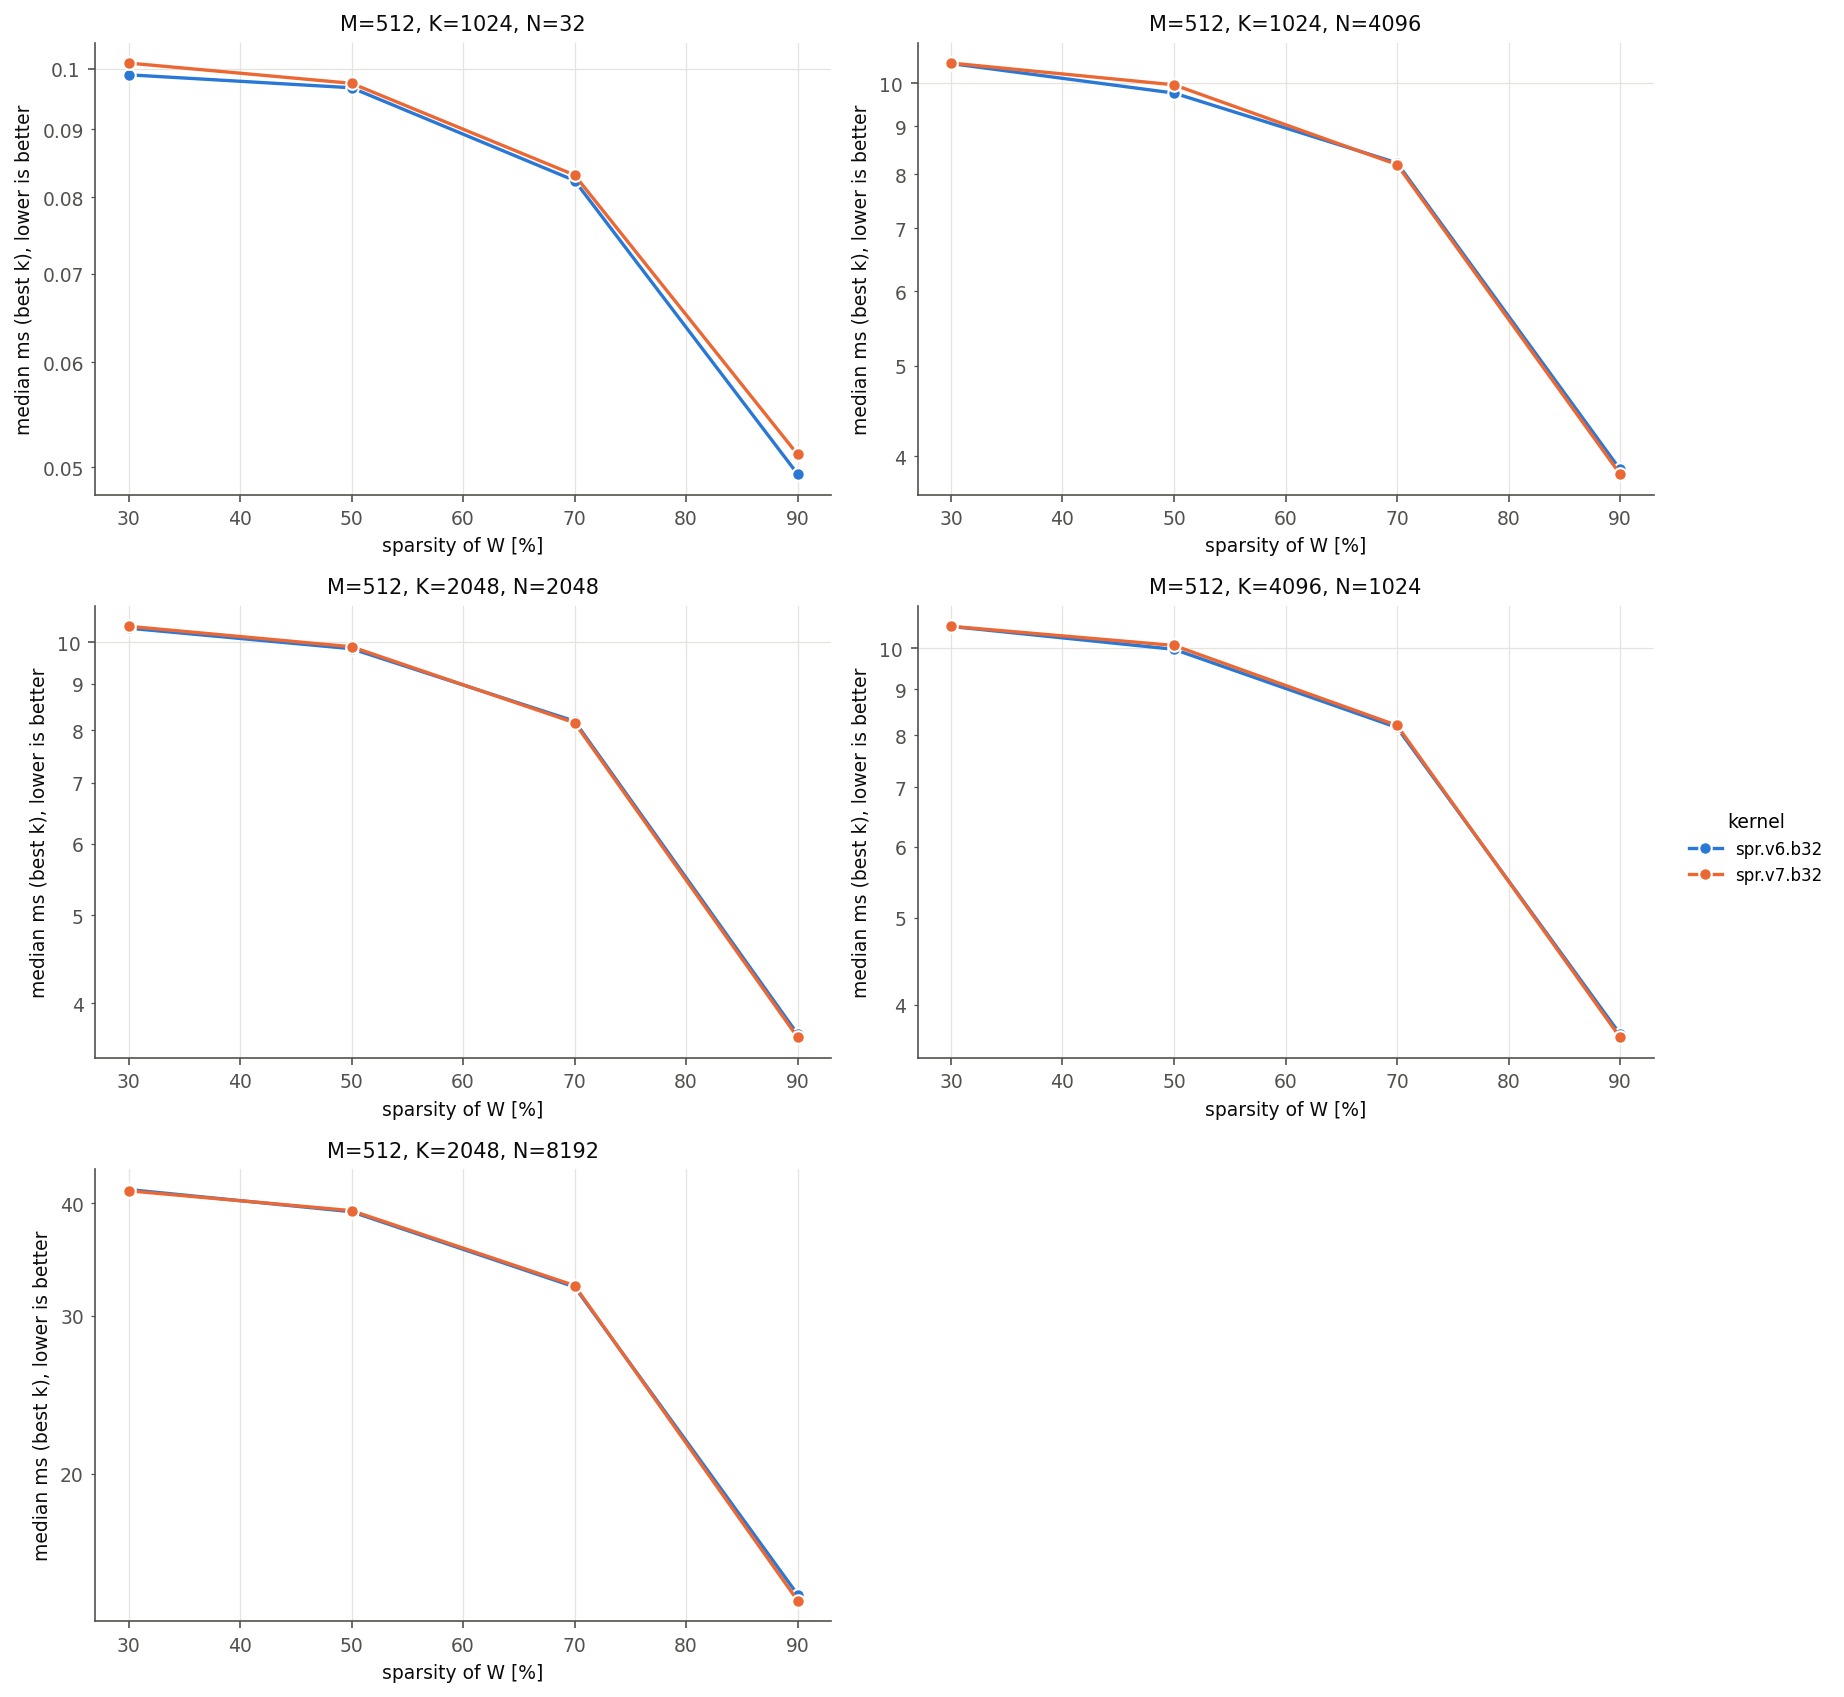 M=512, K=1024, N=32
0.1
0.09
0.08
0.07
0.06
0.05
median ms (best k), lower is better
30 40 50 60 70 80 90
sparsity of W [%]
M=512, K=1024, N=4096
10
9
8
7
6
5
4
median ms (best k), lower is better
30 40 50 60 70 80 90
sparsity of W [%]
M=512, K=2048, N=2048
10
9
8
7
6
5
4
median ms (best k), lower is better
30 40 50 60 70 80 90
sparsity of W [%]
M=512, K=4096, N=1024
10
9
8
7
6
5
4
median ms (best k), lower is better
30 40 50 60 70 80 90
sparsity of W [%]
kernel
spr.v6.b32
spr.v7.b32
M=512, K=2048, N=8192
40
30
20
median ms (best k), lower is better
30 40 50 60 70 80 90
sparsity of W [%]